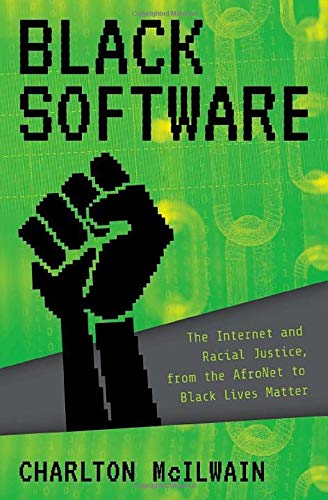 BLACK
SOFTWARE
The Internet and
Racial Justice,
from the AfroNet to
Black Lives Matter
CHARLTON McILWAIN